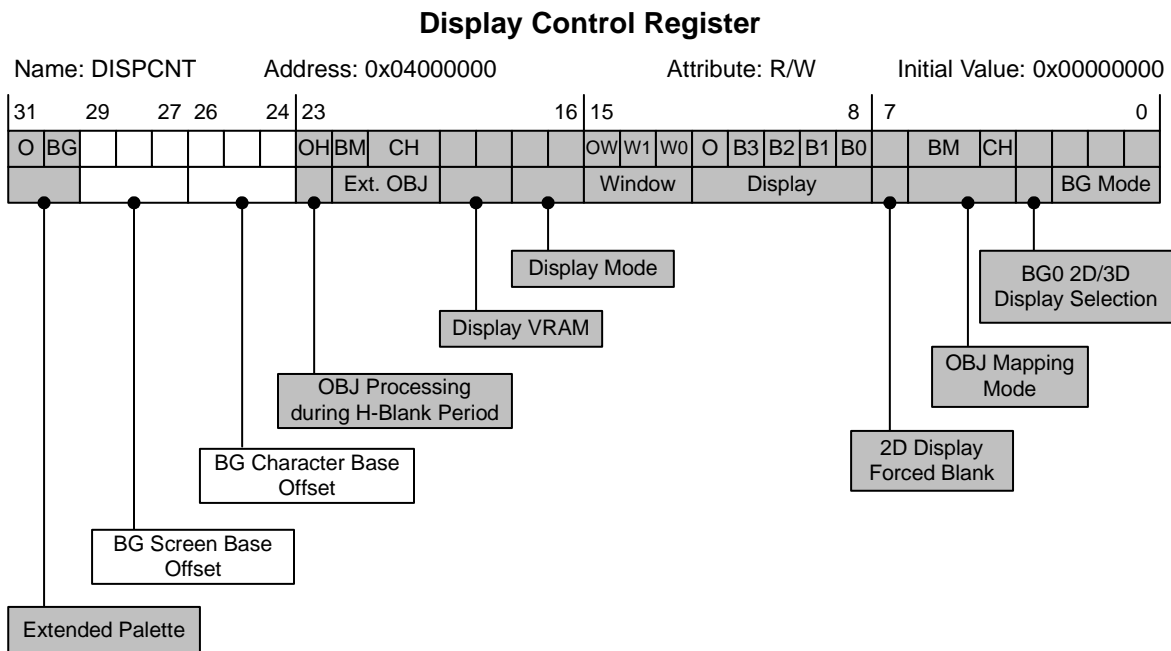 Display Control Register
Name: DISPCNT Address: 0x04000000 Attribute: R/W Initial Value: 0x00000000
31 29 27 26 24 23 16 15 8 7 0
O BG OH BM CH OW W1 W0 O B3 B2 B1 B0 BM CH
Ext. OBJ Window Display BG Mode
Display Mode
BG0 2D/3D
Display Selection
Display VRAM
OBJ Mapping
Mode
OBJ Processing
during H-Blank Period
2D Display
Forced Blank
BG Character Base
Offset
BG Screen Base
Offset
Extended Palette